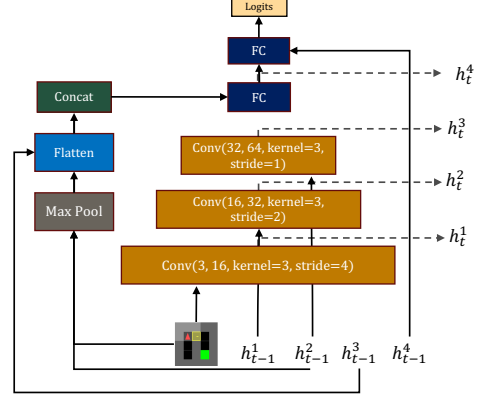 Logits
FC
h_t^4
Concat
FC
h_t^3
Flatten
Conv(32, 64, kernel=3,
stride=1)
h_t^2
Max Pool
Conv(16, 32, kernel=3,
stride=2)
h_t^1
Conv(3, 16, kernel=3, stride=4)
h_{t-1}^1 h_{t-1}^2 h_{t-1}^3 h_{t-1}^4